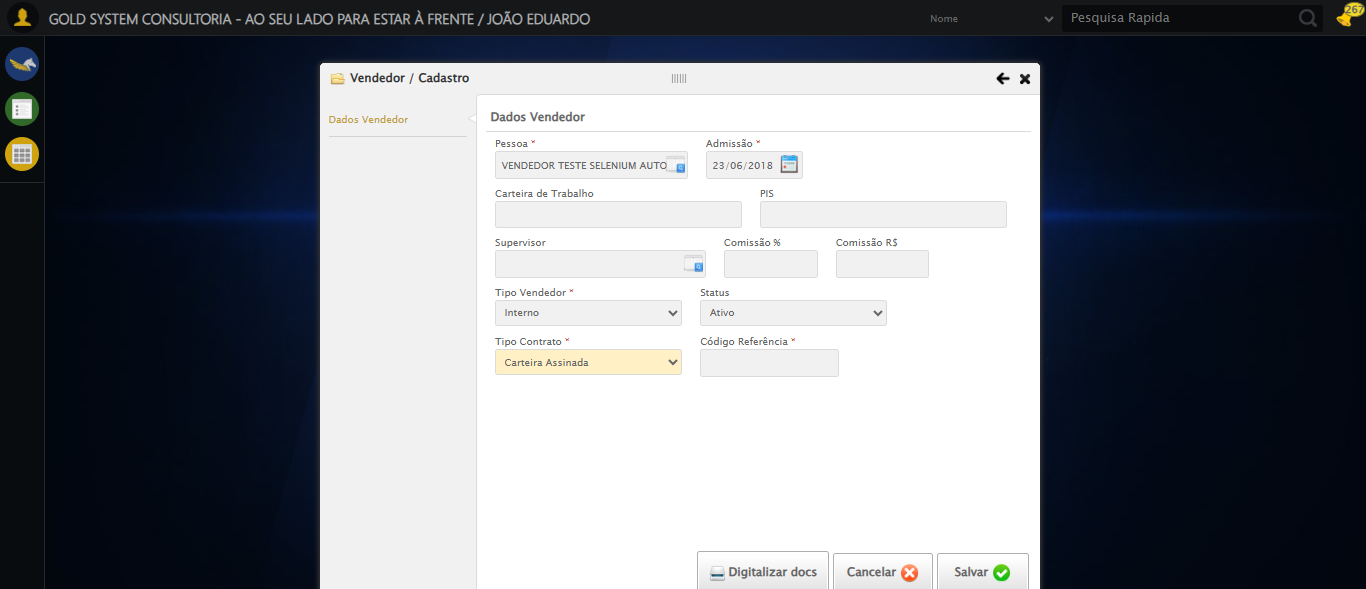 GOLD SYSTEM CONSULTORIA - AO SEU LADO PARA ESTAR À FRENTE / JOÃO EDUARDO
Nome
Pesquisa Rapida
267
Vendedor / Cadastro
Dados Vendedor
Dados Vendedor
Pessoa * Admissão *
VENDEDOR TESTE SELENIUM AUTO 23/06/2018
Carteira de Trabalho PIS
Supervisor Comissão % Comissão R$
Tipo Vendedor * Status
Interno Ativo
Tipo Contrato * Código Referência *
Carteira Assinada
Digitalizar docs Cancelar Salvar